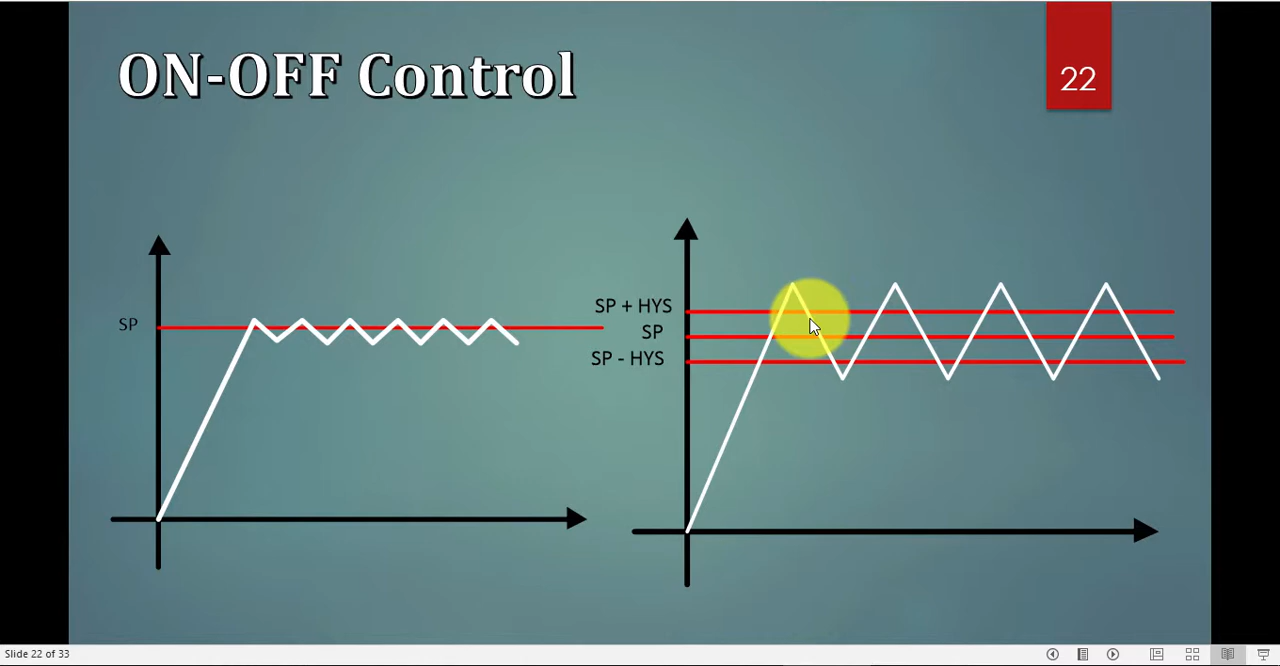 ON-OFF Control
22
SP
SP + HYS
SP
SP - HYS
Slide 22 of 33